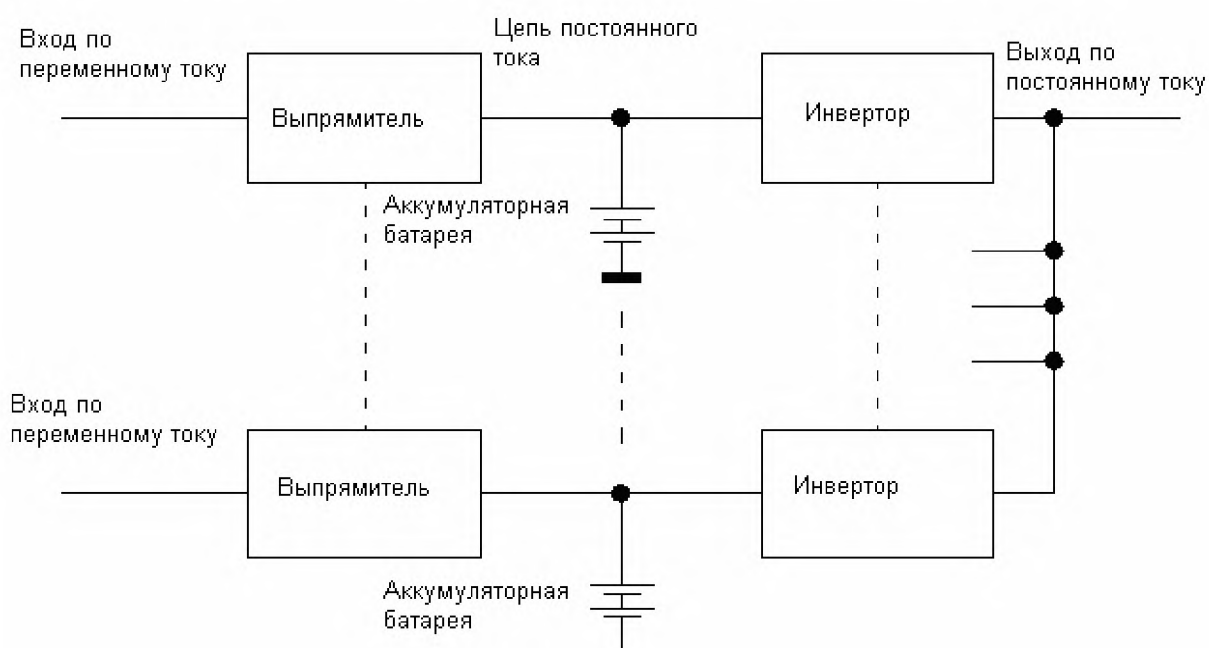 Вход по
переменному току
Цепь постоянного
тока
Выход по
постоянному току
Выпрямитель
Инвертор
Аккумуляторная
батарея
Вход по
переменному току
Выпрямитель
Инвертор
Аккумуляторная
батарея